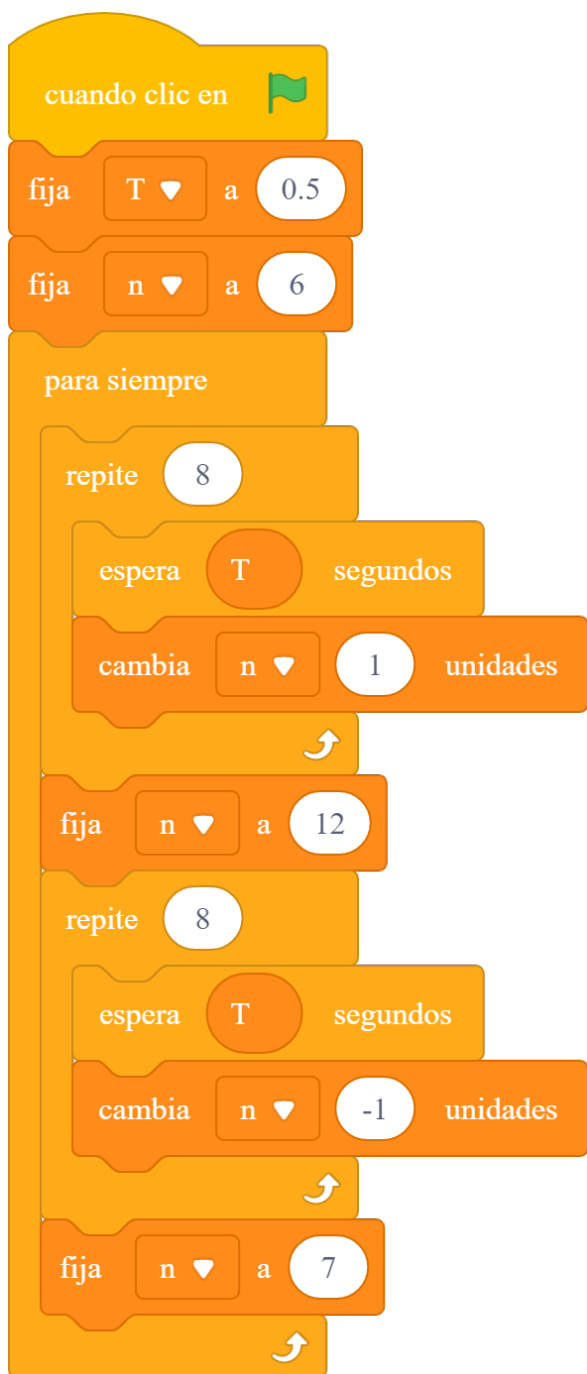 cuando clic en
fija T a 0.5
fija n a 6
para siempre
repite 8
espera T segundos
cambia n 1 unidades
fija n a 12
repite 8
espera T segundos
cambia n -1 unidades
fija n a 7